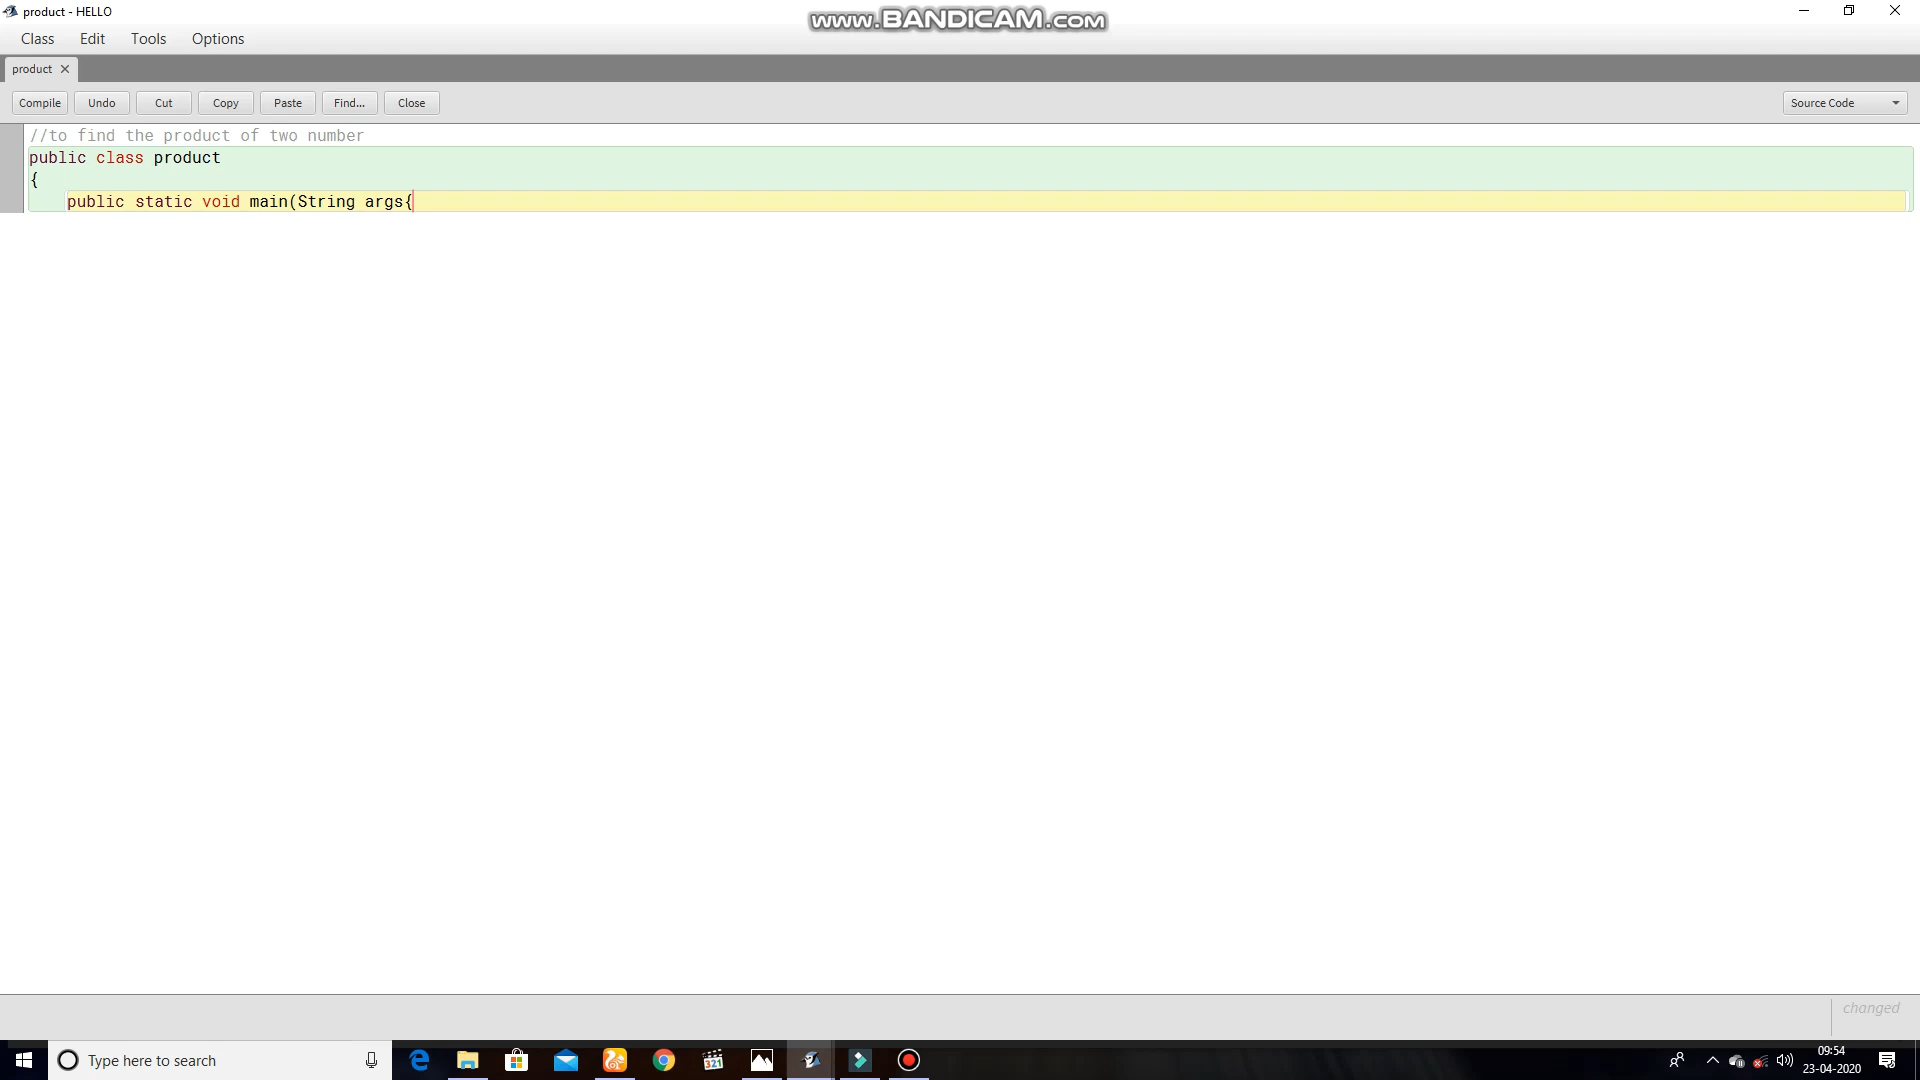 product - HELLO
www.BANDICAM.com
Class Edit Tools Options
product
Compile Undo Cut Copy Paste Find... Close Source Code
//to find the product of two number
public class product
{
public static void main(String args{
changed
Type here to search
321
09:54
23-04-2020